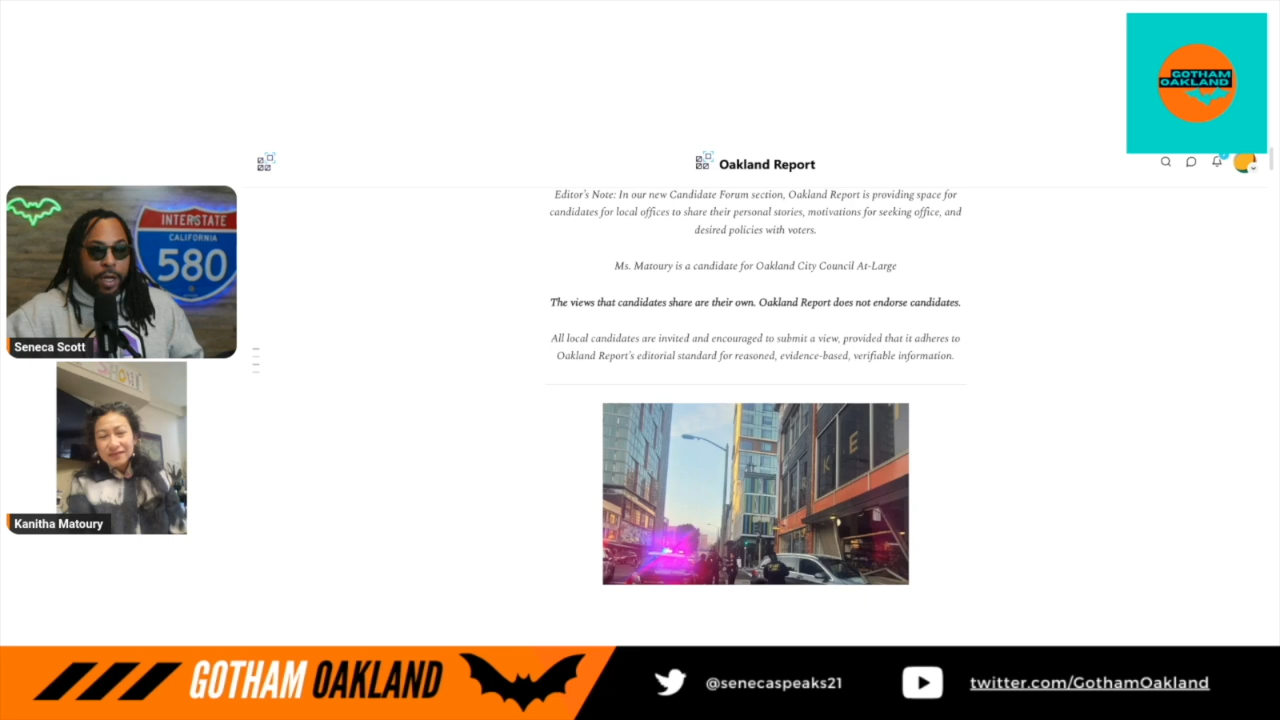 GOTHAM
OAKLAND
Oakland Report
Editor's Note: In our new Candidate Forum section, Oakland Report is providing space for
candidates for local offices to share their personal stories, motivations for seeking office, and
desired policies with voters.
Ms. Matoury is a candidate for Oakland City Council At-Large
The views that candidates share are their own. Oakland Report does not endorse candidates.
All local candidates are invited and encouraged to submit a view, provided that it adheres to
Oakland Report's editorial standard for reasoned, evidence-based, verifiable information.
INTERSTATE
CALIFORNIA
580
Seneca Scott
Kanitha Matoury
K E T
GOTHAM OAKLAND
@senecaspeaks21
twitter.com/GothamOakland